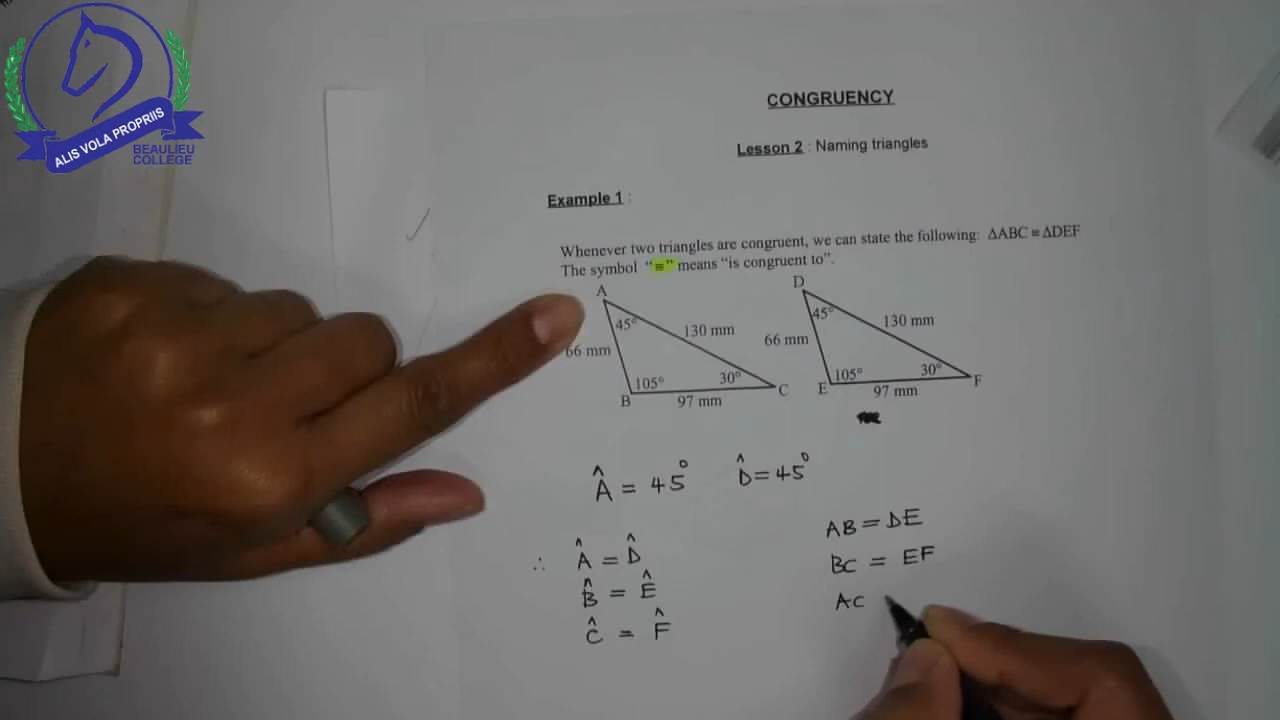 ALIS VOLA PROPRIIS
BEAULIEU
COLLEGE
CONGRUENCY
Lesson 2 : Naming triangles
Example 1 :
Whenever two triangles are congruent, we can state the following: ΔABC ≡ ΔDEF
The symbol “≡” means “is congruent to”.
A
45°
130 mm
66 mm
105°
30°
B
97 mm
C
D
45°
130 mm
66 mm
105°
30°
E
97 mm
F
Â = 45° D̂ = 45°
∴ Â = D̂
B̂ = Ê
Ĉ = F̂
AB = DE
BC = EF
AC